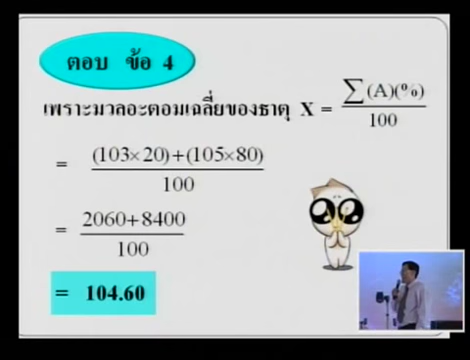 ตอบ ข้อ 4
เพราะมวลอะตอมเฉลี่ยของธาตุ X = ∑(A)(%) / 100
= (103×20)+(105×80) / 100
= 2060+8400 / 100
= 104.60